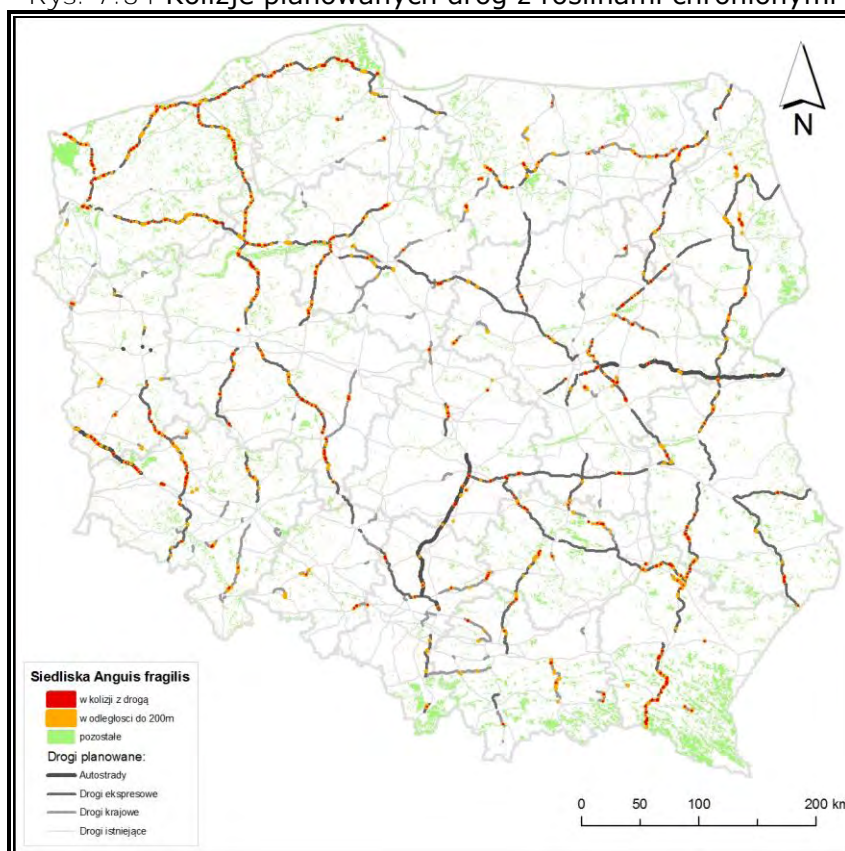 Kolizje planowanych dróg z roślinami chronionymi
N
Siedliska Anguis fragilis
w kolizji z drogą
w odległosci do 200m
pozostałe
Drogi planowane:
Autostrady
Drogi ekspresowe
Drogi krajowe
Drogi istniejące
0 50 100 200 km